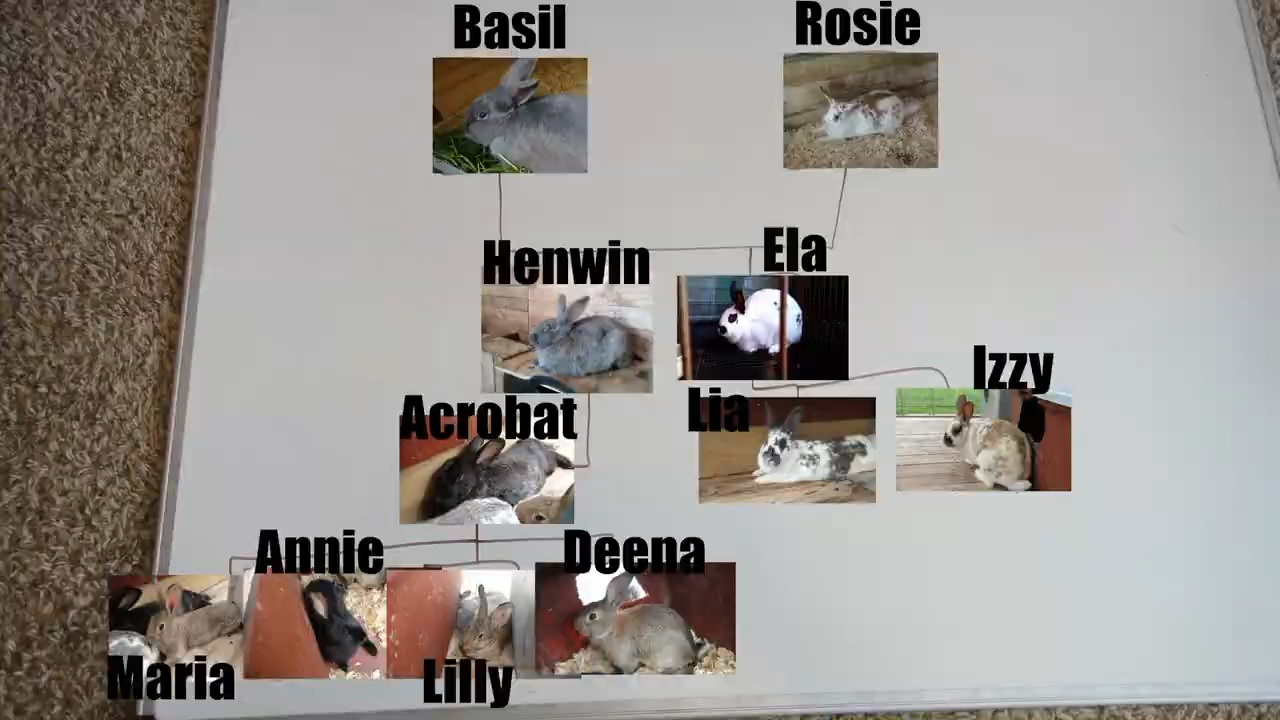 Basil
Rosie
Henwin
Ela
Izzy
Acrobat
Lia
Annie
Deena
Maria
Lilly